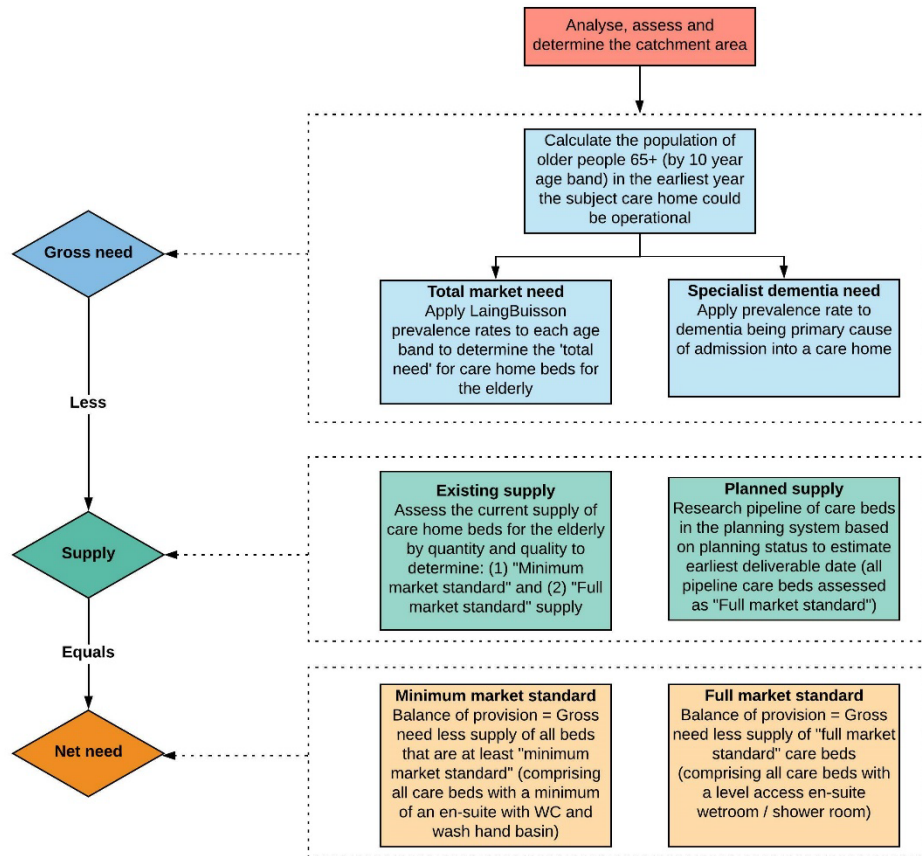 Analyse, assess and
determine the catchment area
Calculate the population of
older people 65+ (by 10 year
age band) in the earliest year
the subject care home could
be operational
Gross need
Total market need
Apply LaingBuisson
prevalence rates to each age
band to determine the 'total
need' for care home beds for
the elderly
Specialist dementia need
Apply prevalence rate to
dementia being primary cause
of admission into a care home
Less
Existing supply
Assess the current supply of
care home beds for the elderly
by quantity and quality to
determine: (1) "Minimum
market standard" and (2) "Full
market standard" supply
Planned supply
Research pipeline of care beds
in the planning system based
on planning status to estimate
earliest deliverable date (all
pipeline care beds assessed
as "Full market standard")
Supply
Equals
Minimum market standard
Balance of provision = Gross
need less supply of all beds
that are at least "minimum
market standard" (comprising
all care beds with a minimum
of an en-suite with WC and
wash hand basin)
Full market standard
Balance of provision = Gross
need less supply of "full market
standard" care beds
(comprising all care beds with
a level access en-suite
wetroom / shower room)
Net need